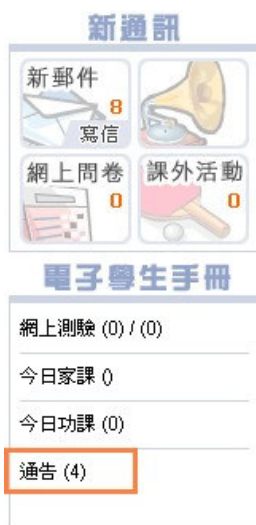 新通訊
新郵件
8
寫信
網上問卷
0
課外活動
0
電子學生手冊
網上測驗 (0) / (0)
今日家課 ()
今日功課 (0)
通告 (4)